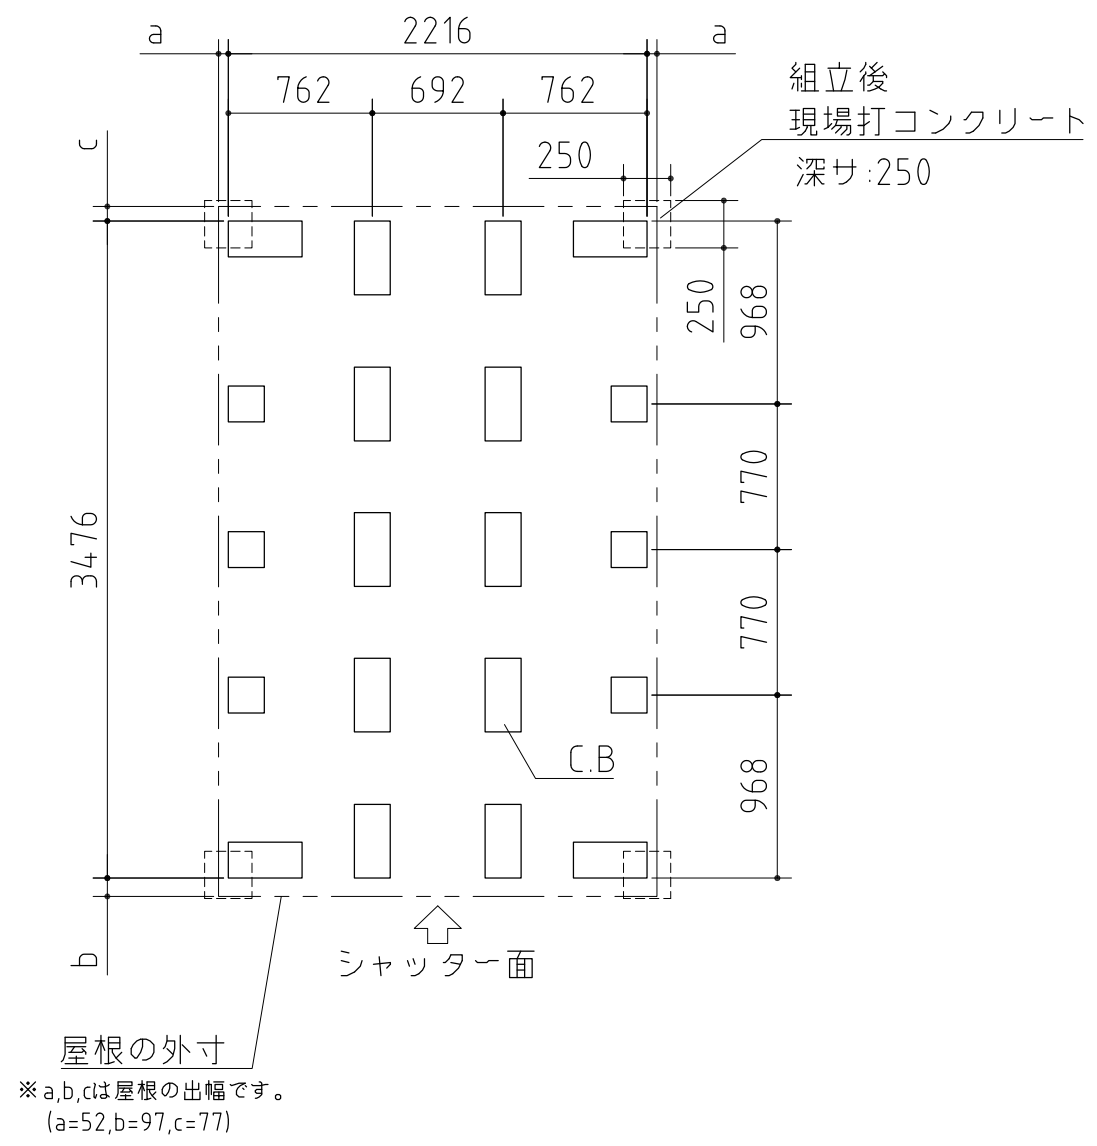 a
2216
a
762
692
762
組立後
現場打コンクリート
深サ:250
250
c
250
968
770
3476
770
968
C.B
b
シャッター面
屋根の外寸
※a,b,cは屋根の出幅です。
(a=52,b=97,c=77)